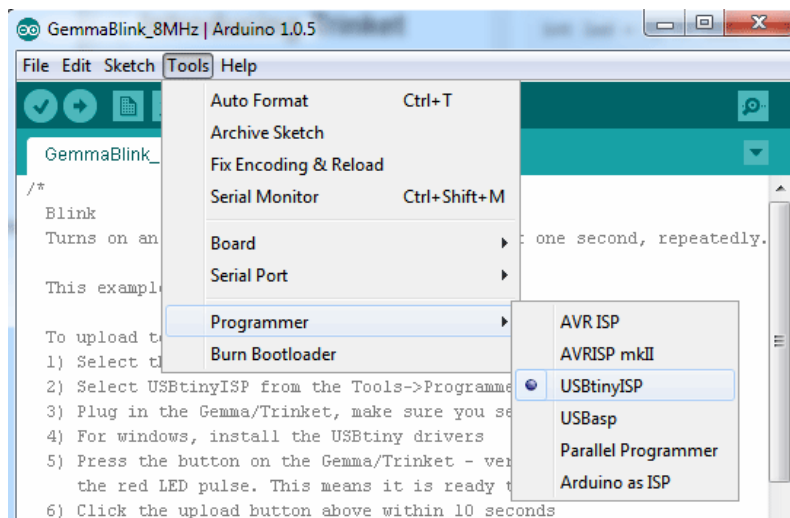 GemmaBlink_8MHz | Arduino 1.0.5
File Edit Sketch Tools Help
Auto Format Ctrl+T
Archive Sketch
GemmaBlink_
Fix Encoding & Reload
/*
Serial Monitor Ctrl+Shift+M
Blink
Turns on an one second, repeatedly.
Board
Serial Port
This exampl
Programmer
AVR ISP
To upload t
Burn Bootloader
AVRISP mkII
1) Select t
2) Select USBtinyISP from the Tools->Programme
USBtinyISP
3) Plug in the Gemma/Trinket, make sure you se
USBasp
4) For windows, install the USBtiny drivers
Parallel Programmer
5) Press the button on the Gemma/Trinket - ver
the red LED pulse. This means it is ready t
Arduino as ISP
6) Click the upload button above within 10 seconds